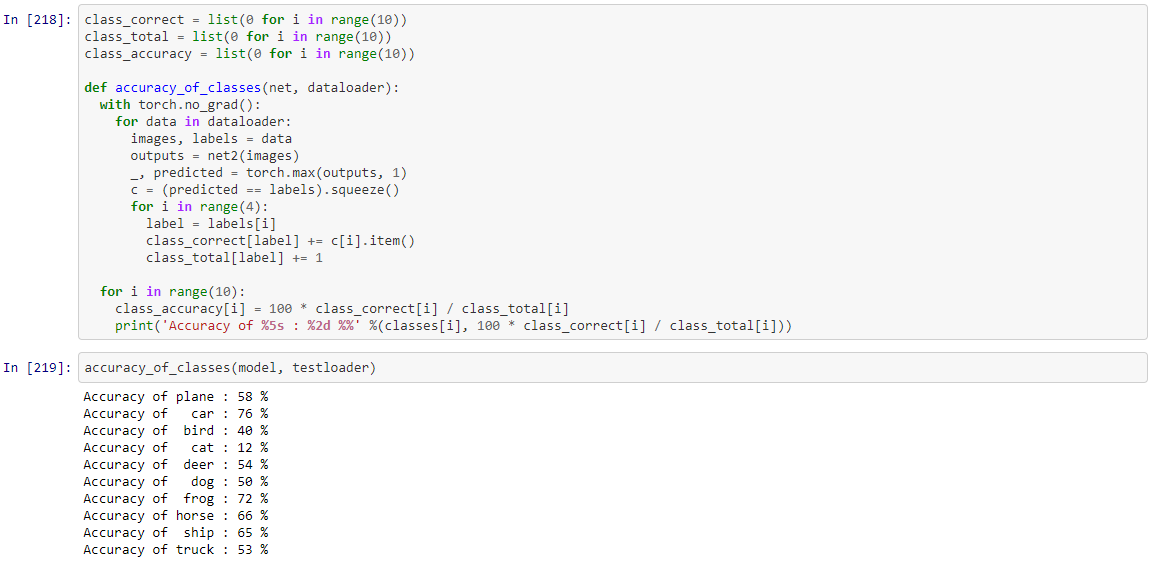 In [218]: class_correct = list(0 for i in range(10))
class_total = list(0 for i in range(10))
class_accuracy = list(0 for i in range(10))

def accuracy_of_classes(net, dataloader):
  with torch.no_grad():
    for data in dataloader:
      images, labels = data
      outputs = net2(images)
      _, predicted = torch.max(outputs, 1)
      c = (predicted == labels).squeeze()
      for i in range(4):
        label = labels[i]
        class_correct[label] += c[i].item()
        class_total[label] += 1

  for i in range(10):
    class_accuracy[i] = 100 * class_correct[i] / class_total[i]
    print('Accuracy of %5s : %2d %%' %(classes[i], 100 * class_correct[i] / class_total[i]))
In [219]: accuracy_of_classes(model, testloader)
Accuracy of plane : 58 %
Accuracy of   car : 76 %
Accuracy of  bird : 40 %
Accuracy of   cat : 12 %
Accuracy of  deer : 54 %
Accuracy of   dog : 50 %
Accuracy of  frog : 72 %
Accuracy of horse : 66 %
Accuracy of  ship : 65 %
Accuracy of truck : 53 %